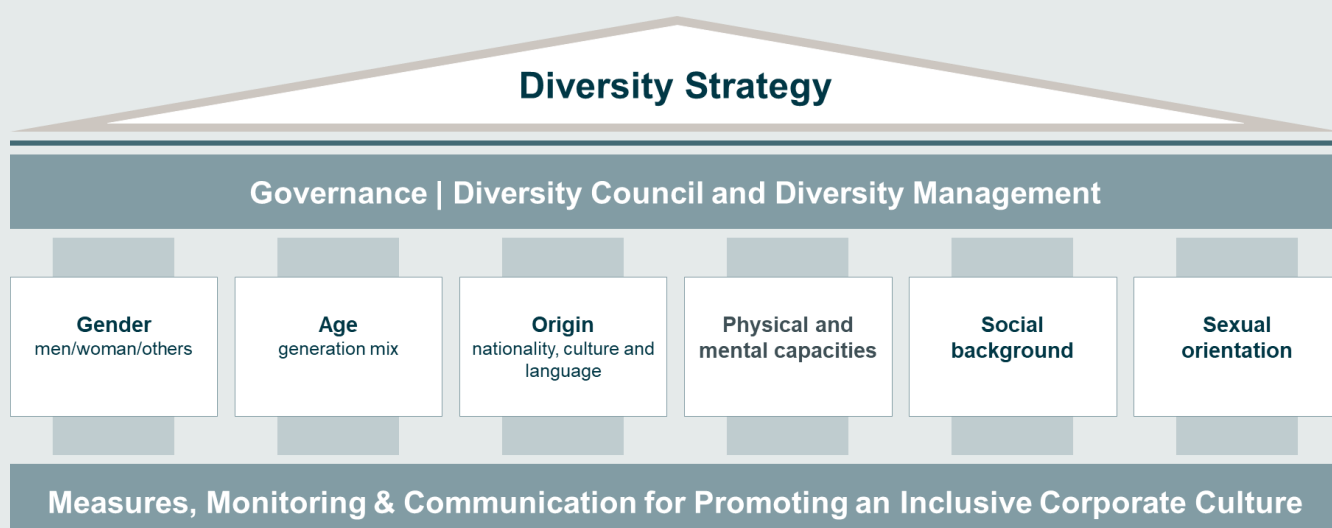 Diversity Strategy
Governance | Diversity Council and Diversity Management
Gender
men/woman/others
Age
generation mix
Origin
nationality, culture and
language
Physical and
mental capacities
Social
background
Sexual
orientation
Measures, Monitoring & Communication for Promoting an Inclusive Corporate Culture